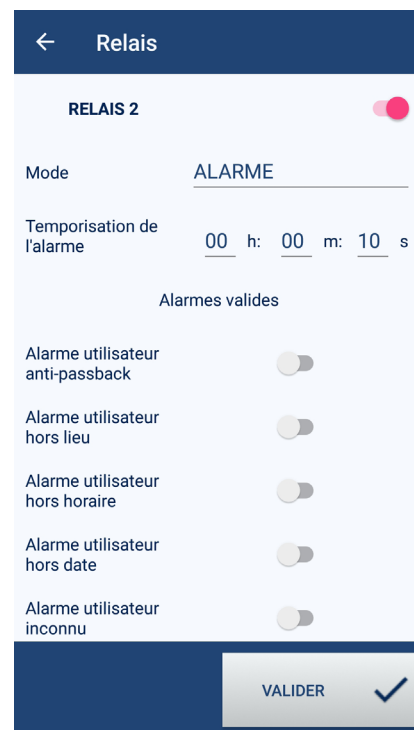 Relais
RELAIS 2
Mode ALARME
Temporisation de
l'alarme
00 h: 00 m: 10 s
Alarmes valides
Alarme utilisateur
anti-passback
Alarme utilisateur
hors lieu
Alarme utilisateur
hors horaire
Alarme utilisateur
hors date
Alarme utilisateur
inconnu
VALIDER